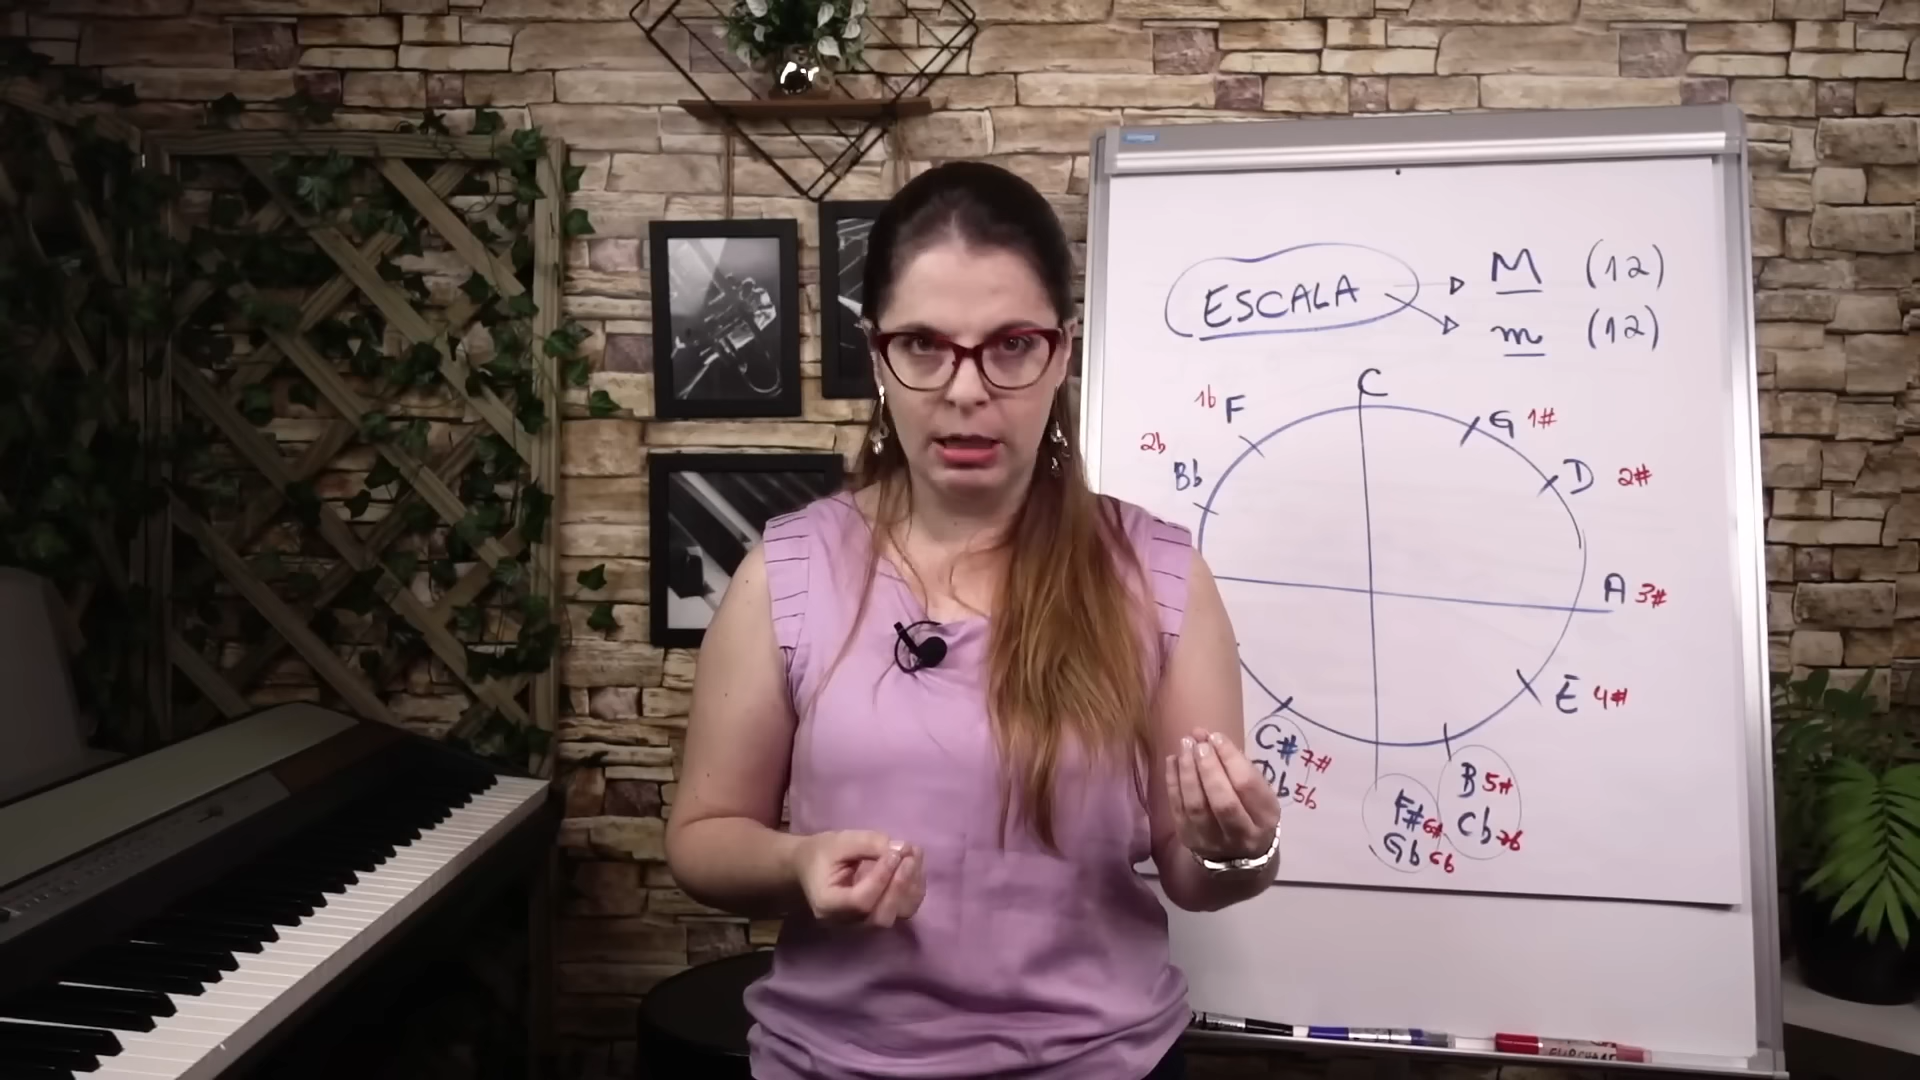 ESCALA
M (12)
m (12)
C
1b F
G 1#
2b
Bb
D 2#
A 3#
E 4#
C# 7#
Db 5b
B 5#
Cb 7b
F# 6#
Gb 6b